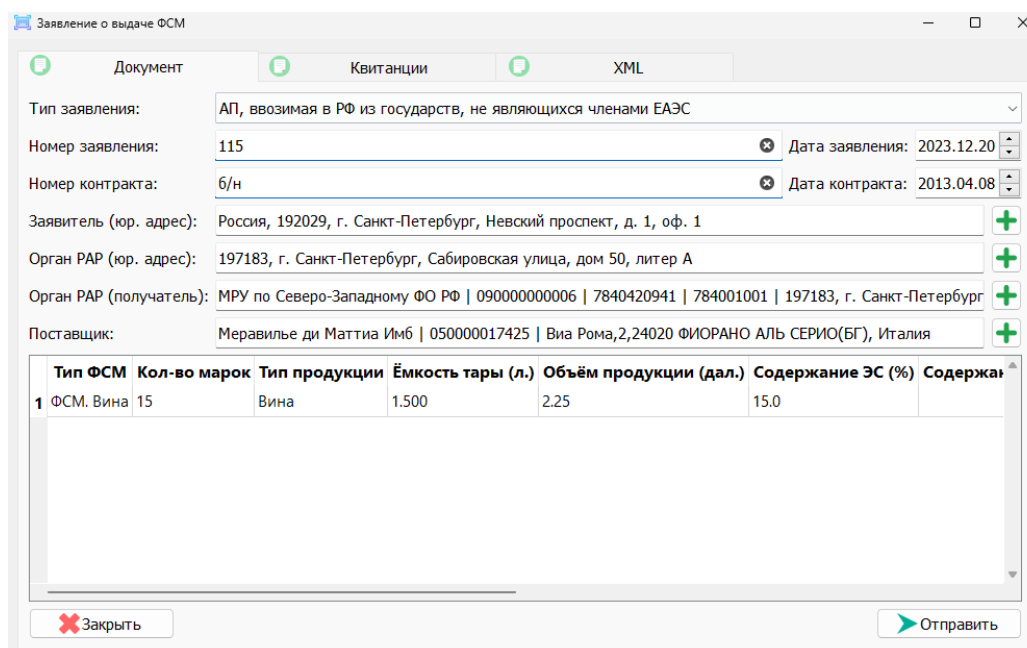 Заявление о выдаче ФСМ
Документ Квитанции XML
Тип заявления: АП, ввозимая в РФ из государств, не являющихся членами ЕАЭС
Номер заявления: 115 Дата заявления: 2023.12.20
Номер контракта: б/н Дата контракта: 2013.04.08
Заявитель (юр. адрес): Россия, 192029, г. Санкт-Петербург, Невский проспект, д. 1, оф. 1
Орган РАР (юр. адрес): 197183, г. Санкт-Петербург, Сабировская улица, дом 50, литер А
Орган РАР (получатель): МРУ по Северо-Западному ФО РФ | 090000000006 | 7840420941 | 784001001 | 197183, г. Санкт-Петербург
Поставщик: Меравилье ди Маттиа Имб | 050000017425 | Виа Рома,2,24020 ФИОРАНО АЛЬ СЕРИО(БГ), Италия
Тип ФСМ Кол-во марок Тип продукции Ёмкость тары (л.) Объём продукции (дал.) Содержание ЭС (%) Содержан
1 ФСМ. Вина 15 Вина 1.500 2.25 15.0
Закрыть Отправить